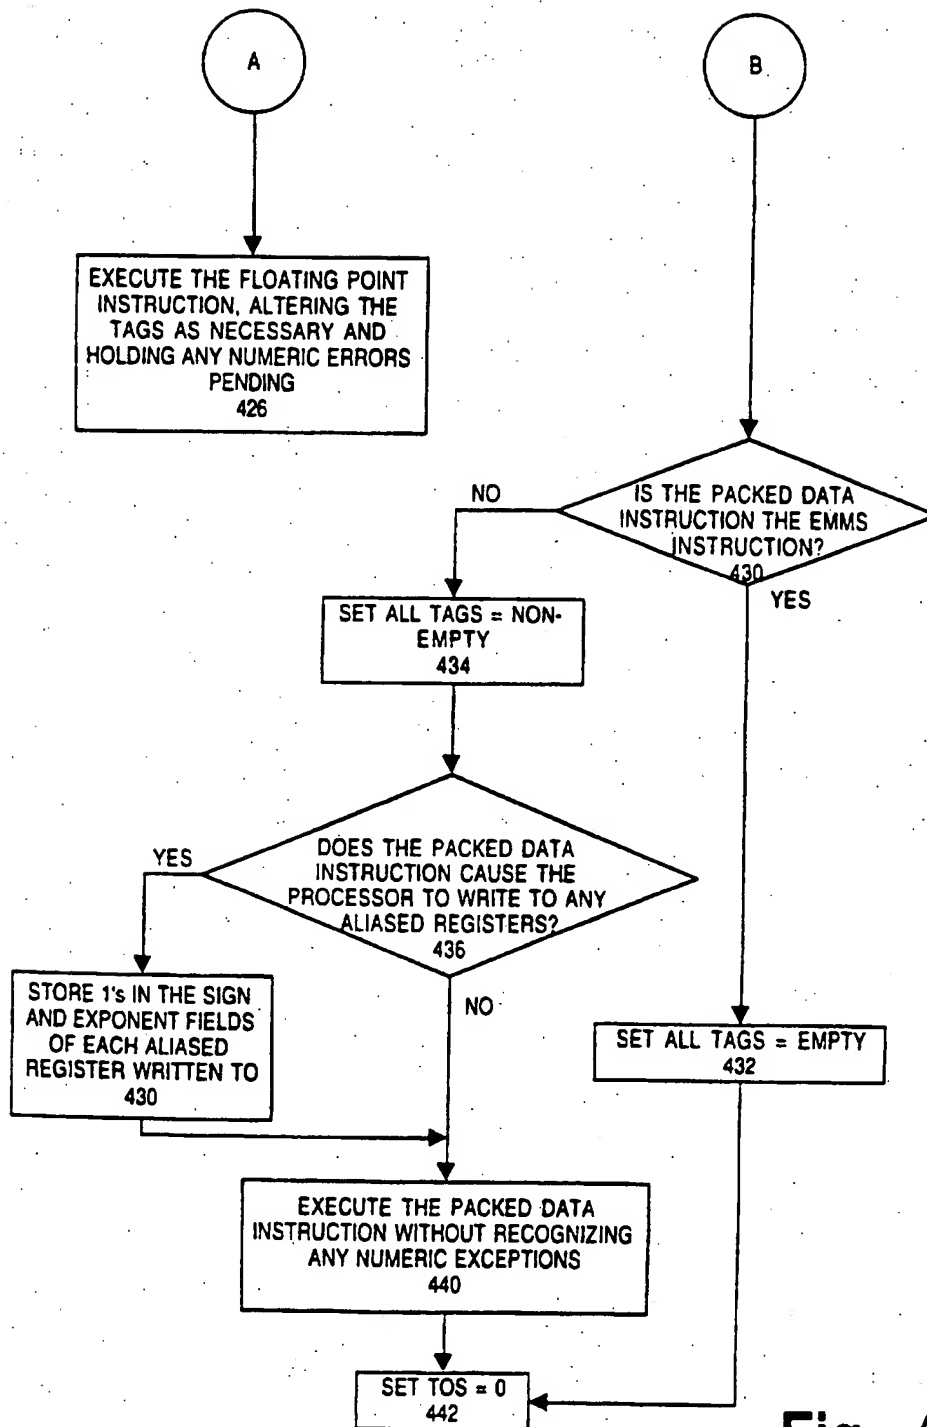 A
B
EXECUTE THE FLOATING POINT
INSTRUCTION, ALTERING THE
TAGS AS NECESSARY AND
HOLDING ANY NUMERIC ERRORS
PENDING
426
IS THE PACKED DATA
INSTRUCTION THE EMMS
INSTRUCTION?
430
NO
YES
SET ALL TAGS = NON-
EMPTY
434
DOES THE PACKED DATA
INSTRUCTION CAUSE THE
PROCESSOR TO WRITE TO ANY
ALIASED REGISTERS?
436
YES
NO
STORE 1's IN THE SIGN
AND EXPONENT FIELDS
OF EACH ALIASED
REGISTER WRITTEN TO
430
SET ALL TAGS = EMPTY
432
EXECUTE THE PACKED DATA
INSTRUCTION WITHOUT RECOGNIZING
ANY NUMERIC EXCEPTIONS
440
SET TOS = 0
442